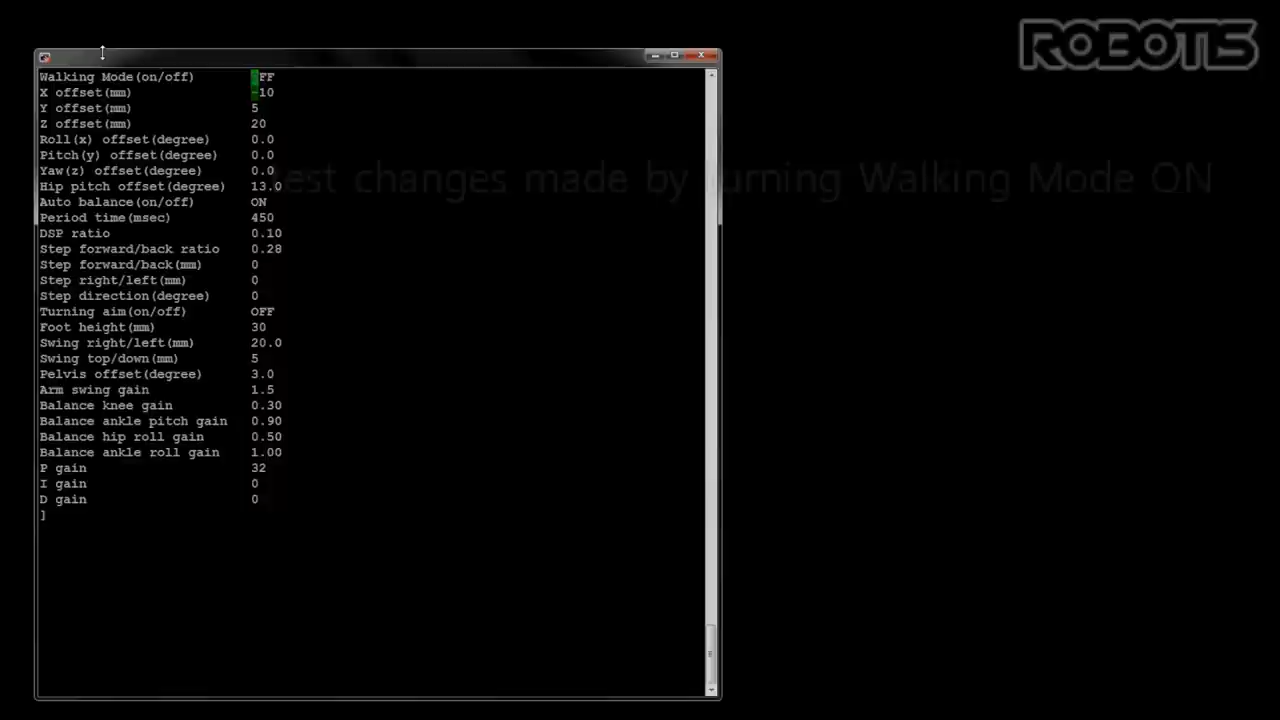 ROBOTIS
Walking Mode(on/off) OFF
X offset(mm) -10
Y offset(mm) 5
Z offset(mm) 20
Roll(x) offset(degree) 0.0
Pitch(y) offset(degree) 0.0
Yaw(z) offset(degree) 0.0
test changes made by turning Walking Mode ON
Hip pitch offset(degree) 13.0
Auto balance(on/off) ON
Period time(msec) 450
DSP ratio 0.10
Step forward/back ratio 0.28
Step forward/back(mm) 0
Step right/left(mm) 0
Step direction(degree) 0
Turning aim(on/off) OFF
Foot height(mm) 30
Swing right/left(mm) 20.0
Swing top/down(mm) 5
Pelvis offset(degree) 3.0
Arm swing gain 1.5
Balance knee gain 0.30
Balance ankle pitch gain 0.90
Balance hip roll gain 0.50
Balance ankle roll gain 1.00
P gain 32
I gain 0
D gain 0
]